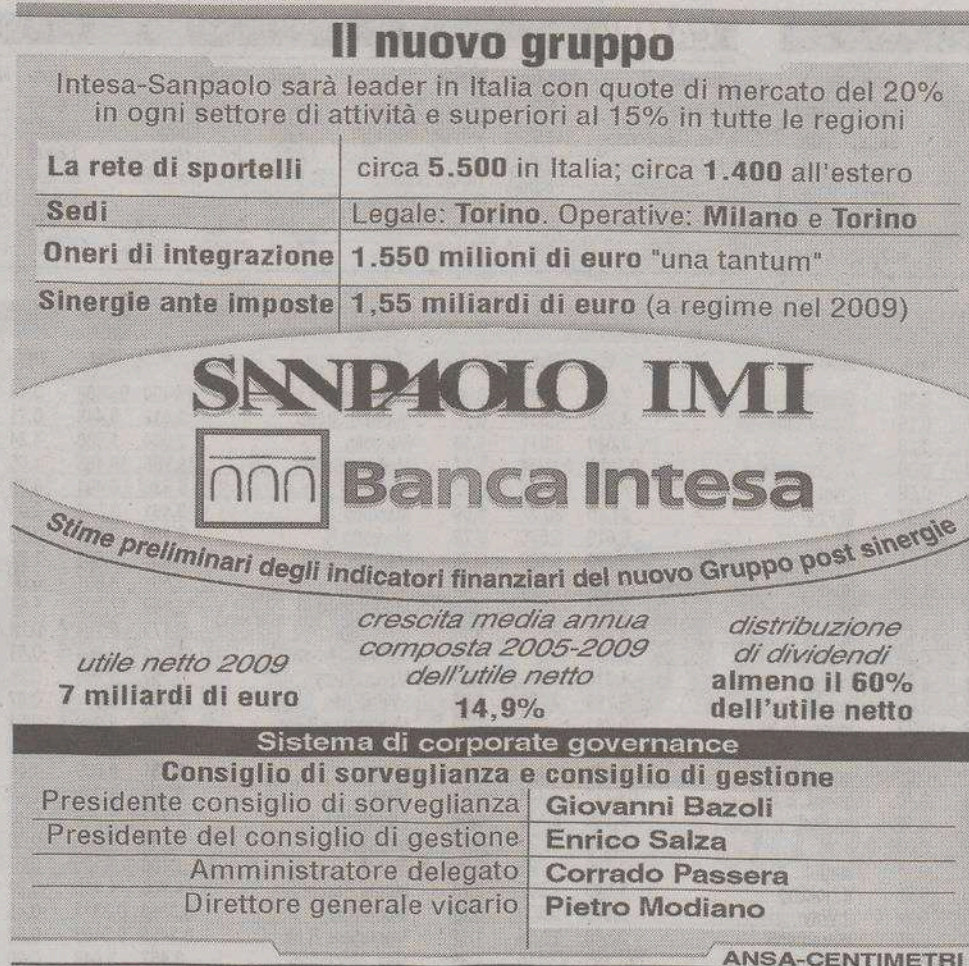 Il nuovo gruppo
Intesa-Sanpaolo sarà leader in Italia con quote di mercato del 20%
in ogni settore di attività e superiori al 15% in tutte le regioni
La rete di sportelli circa 5.500 in Italia; circa 1.400 all'estero
Sedi Legale: Torino. Operative: Milano e Torino
Oneri di integrazione 1.550 milioni di euro "una tantum"
Sinergie ante imposte 1,55 miliardi di euro (a regime nel 2009)
SANPAOLO IMI
Banca Intesa
Stime preliminari degli indicatori finanziari del nuovo Gruppo post sinergie
utile netto 2009
7 miliardi di euro
crescita media annua
composta 2005-2009
dell'utile netto
14,9%
distribuzione
di dividendi
almeno il 60%
dell'utile netto
Sistema di corporate governance
Consiglio di sorveglianza e consiglio di gestione
Presidente consiglio di sorveglianza Giovanni Bazoli
Presidente del consiglio di gestione Enrico Salza
Amministratore delegato Corrado Passera
Direttore generale vicario Pietro Modiano
ANSA-CENTIMETRI